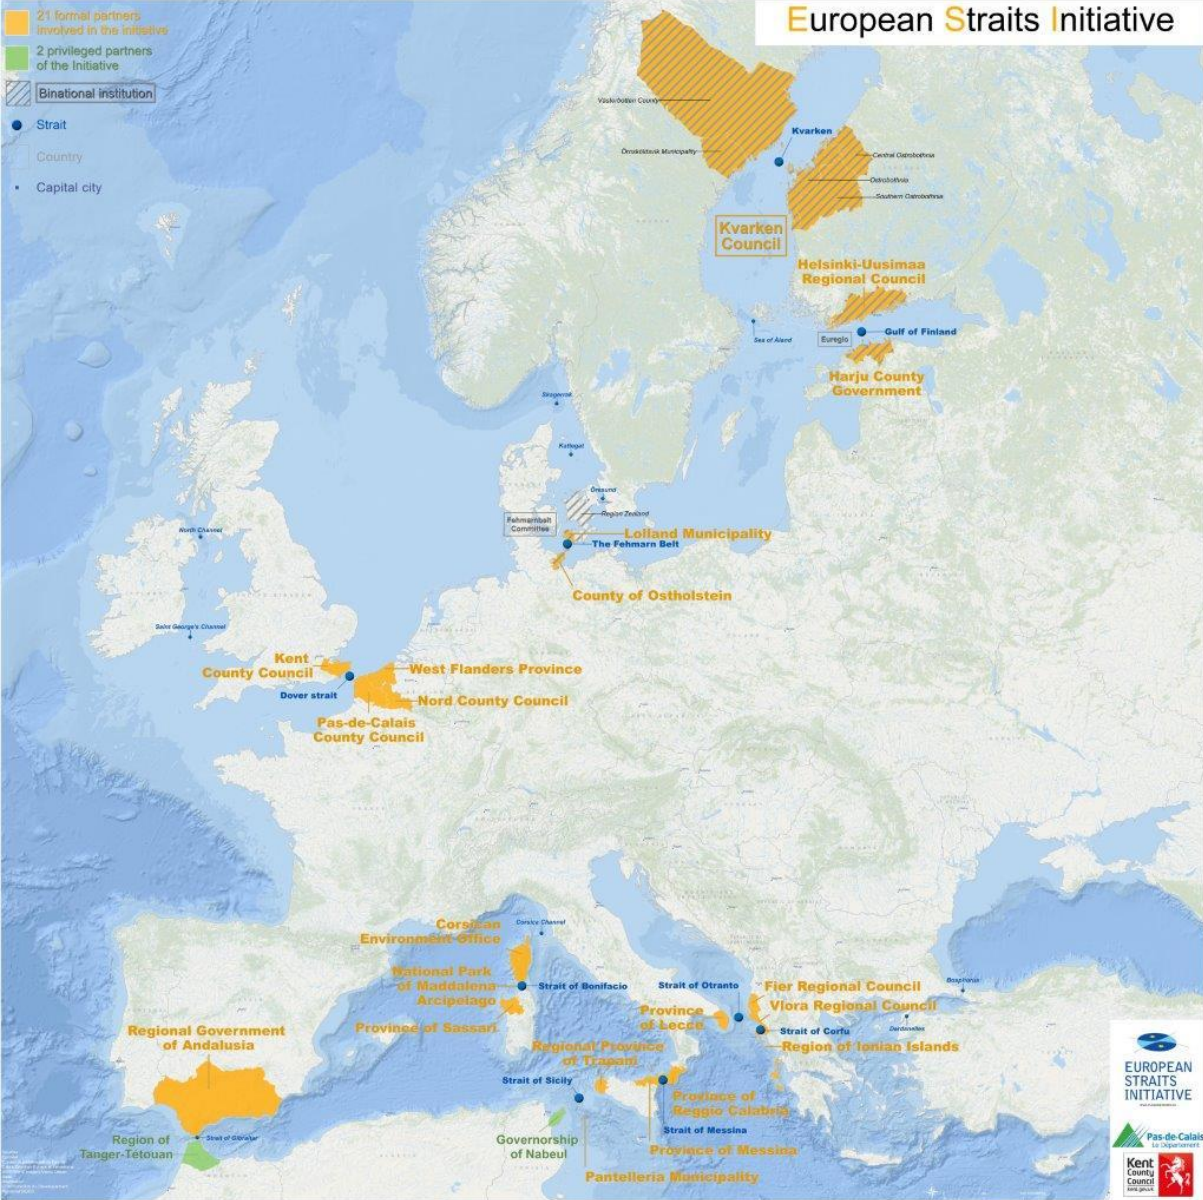 European Straits Initiative
21 formal partners
involved in the initiative
2 privileged partners
of the Initiative
Binational institution
Strait
Country
Capital city
Västerbotten County
Örnsköldsvik Municipality
Kvarken
Central Ostrobothnia
Ostrobothnia
Southern Ostrobothnia
Kvarken
Council
Helsinki-Uusimaa
Regional Council
Sea of Åland
Euregio
Gulf of Finland
Harju County
Government
Skagerrak
Kattegat
Öresund
Region Zealand
Fehmarnbelt
Committee
Lolland Municipality
The Fehmarn Belt
County of Ostholstein
North Channel
Saint George's Channel
Kent
County Council
West Flanders Province
Dover strait
Nord County Council
Pas-de-Calais
County Council
Corsican
Environment Office
Corsica Channel
National Park
of Maddalena
Arcipelago
Strait of Bonifacio
Province of Sassari
Strait of Otranto
Fier Regional Council
Vlora Regional Council
Province
of Lecce
Strait of Corfu
Region of Ionian Islands
Bosphorus
Dardanelles
Regional Government
of Andalusia
Regional Province
of Trapani
Strait of Sicily
Province of
Reggio Calabria
Strait of Messina
Province of Messina
Pantelleria Municipality
Region of
Tanger-Tétouan
Strait of Gibraltar
Governorship
of Nabeul
EUROPEAN
STRAITS
INITIATIVE
Pas-de-Calais
Le Département
Kent
County
Council
kent.gov.uk